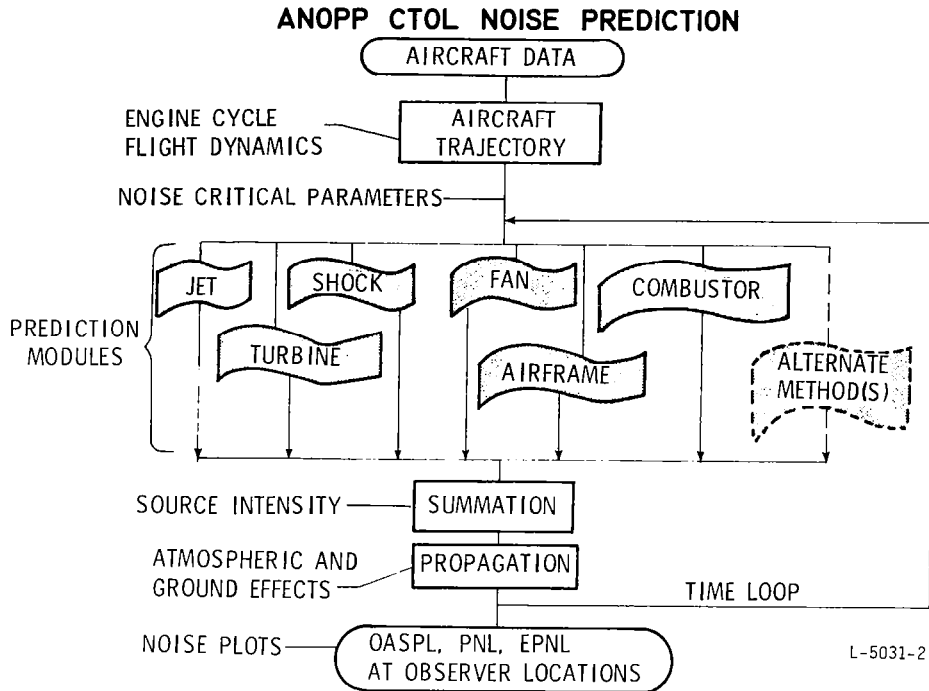 ANOPP CTOL NOISE PREDICTION
AIRCRAFT DATA
ENGINE CYCLE
FLIGHT DYNAMICS
AIRCRAFT
TRAJECTORY
NOISE CRITICAL PARAMETERS
JET
SHOCK
FAN
COMBUSTOR
PREDICTION
MODULES
TURBINE
AIRFRAME
ALTERNATE
METHOD(S)
SOURCE INTENSITY
SUMMATION
ATMOSPHERIC AND
GROUND EFFECTS
PROPAGATION
TIME LOOP
NOISE PLOTS
OASPL, PNL, EPNL
AT OBSERVER LOCATIONS
L-5031-2